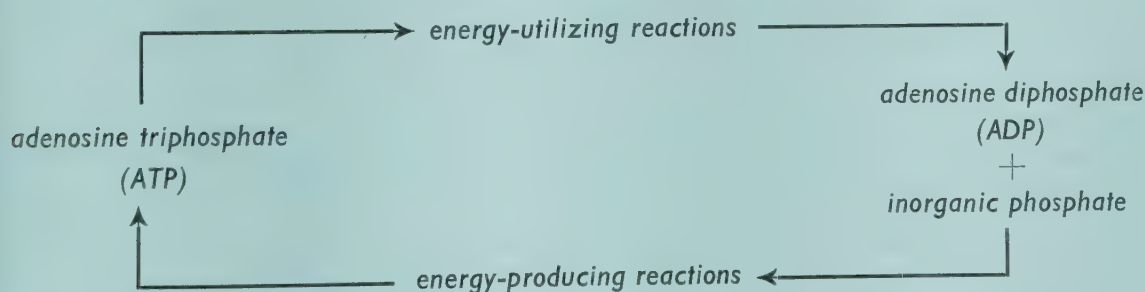 energy-utilizing reactions
adenosine diphosphate
(ADP)
+
inorganic phosphate
adenosine triphosphate
(ATP)
energy-producing reactions